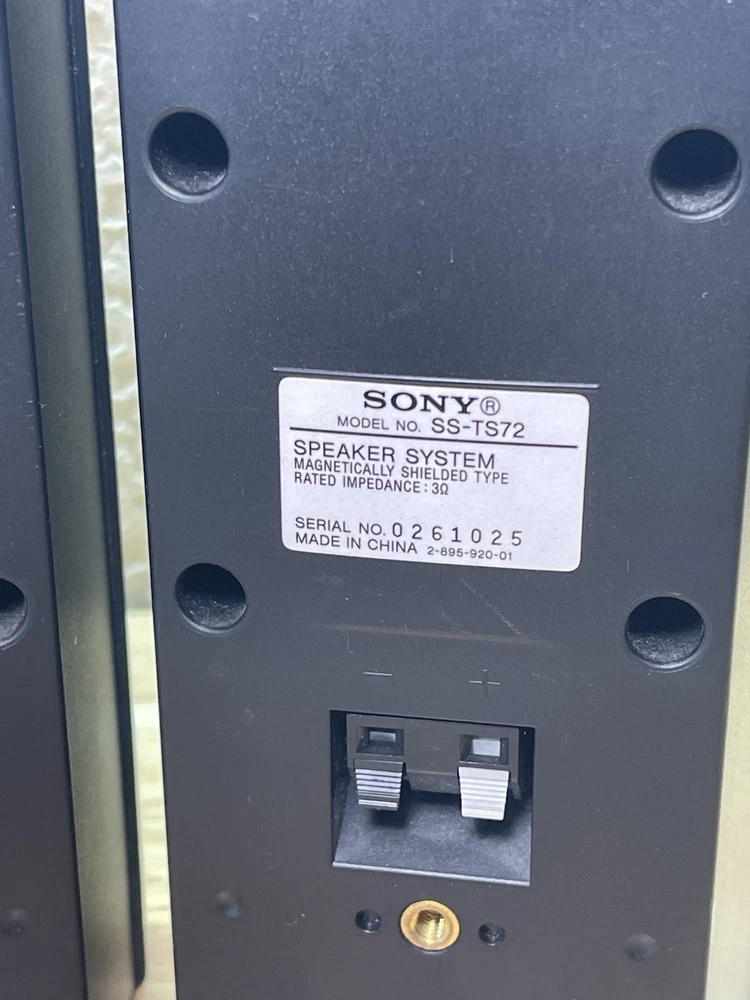 SONY®
MODEL NO. SS-TS72
SPEAKER SYSTEM
MAGNETICALLY SHIELDED TYPE
RATED IMPEDANCE : 3Ω
SERIAL NO. 0261025
MADE IN CHINA 2-895-920-01
− +